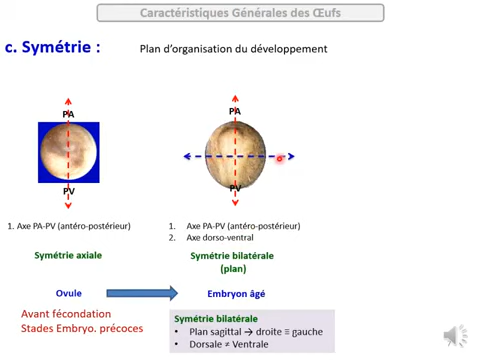 Caractéristiques Générales des Œufs
c. Symétrie :
Plan d'organisation du développement
PA
PV
1. Axe PA-PV (antéro-postérieur)
Symétrie axiale
PA
PV
1. Axe PA-PV (antéro-postérieur)
2. Axe dorso-ventral
Symétrie bilatérale
(plan)
Ovule
Embryon âgé
Avant fécondation
Stades Embryo. précoces
Symétrie bilatérale
• Plan sagittal → droite ≡ gauche
• Dorsale ≠ Ventrale